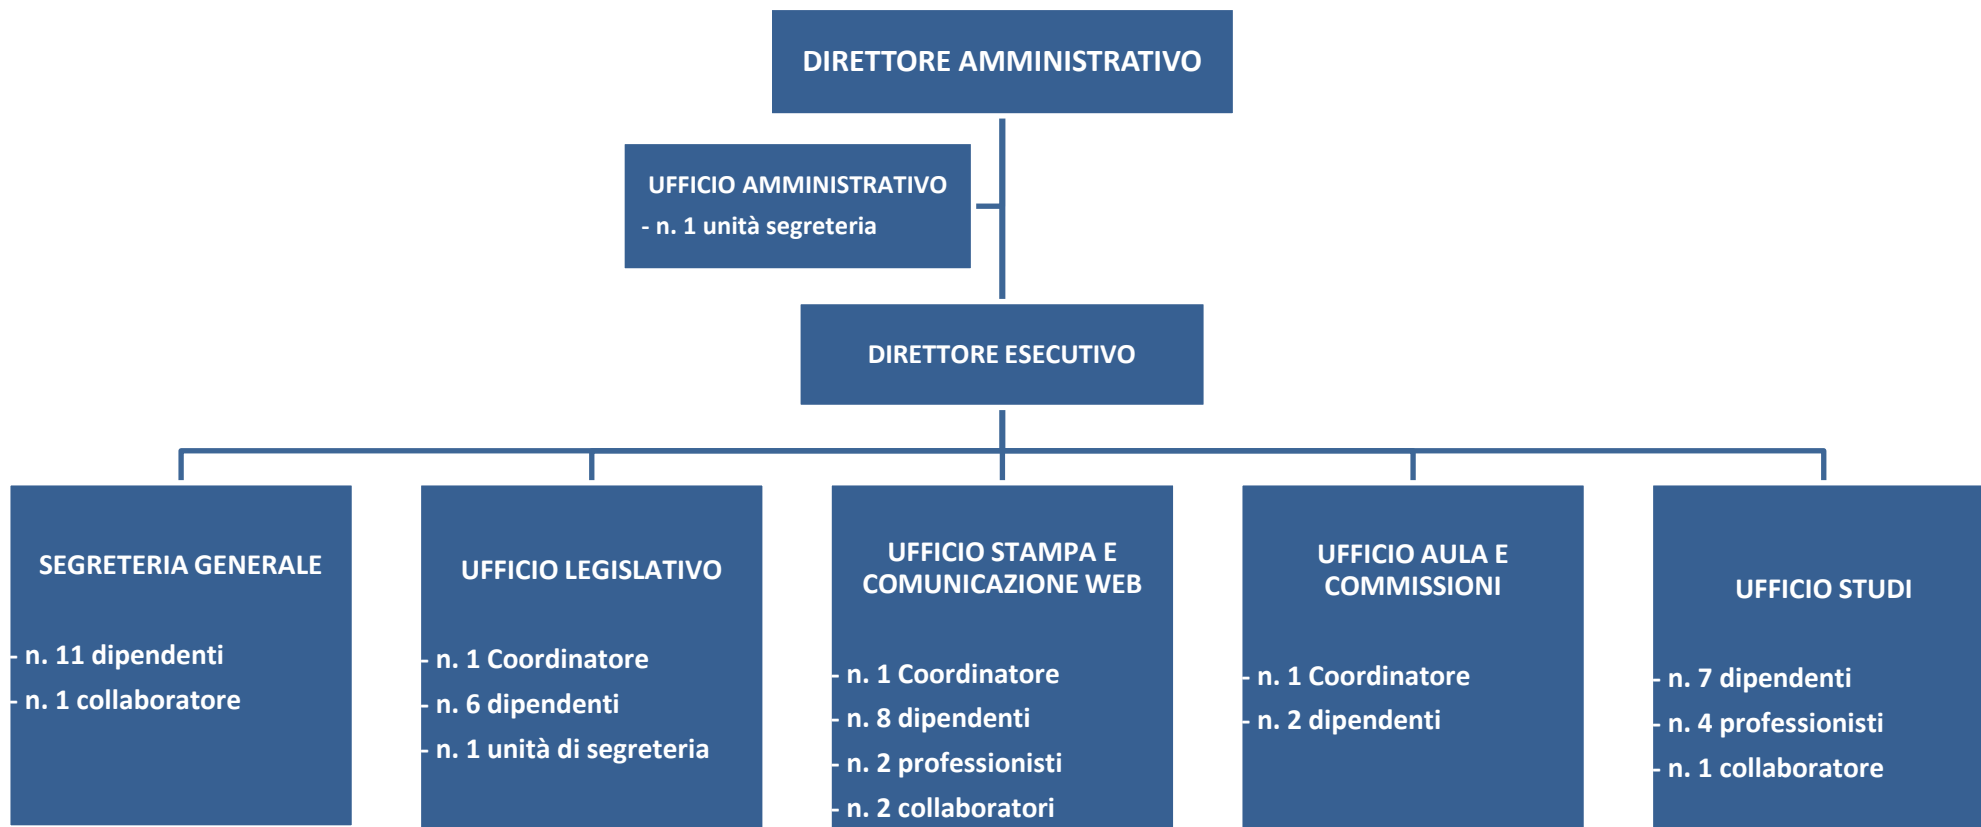 DIRETTORE AMMINISTRATIVO
UFFICIO AMMINISTRATIVO
- n. 1 unità segreteria
DIRETTORE ESECUTIVO
SEGRETERIA GENERALE
- n. 11 dipendenti
- n. 1 collaboratore
UFFICIO LEGISLATIVO
- n. 1 Coordinatore
- n. 6 dipendenti
- n. 1 unità di segreteria
UFFICIO STAMPA E
COMUNICAZIONE WEB
- n. 1 Coordinatore
- n. 8 dipendenti
- n. 2 professionisti
- n. 2 collaboratori
UFFICIO AULA E
COMMISSIONI
- n. 1 Coordinatore
- n. 2 dipendenti
UFFICIO STUDI
- n. 7 dipendenti
- n. 4 professionisti
- n. 1 collaboratore